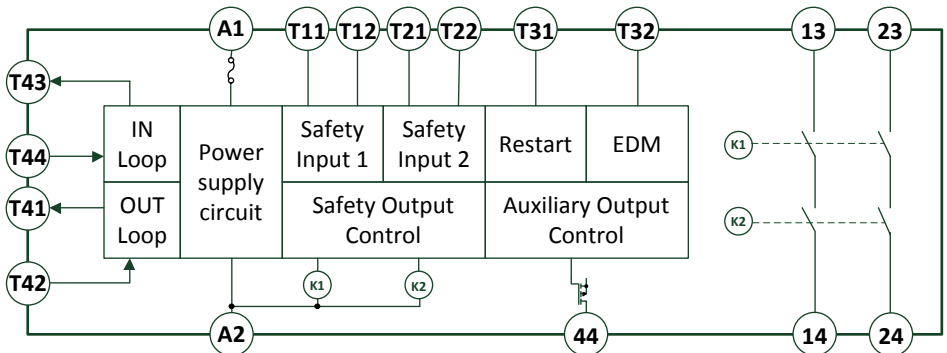 A1 T11 T12 T21 T22 T31 T32 13 23
T43
T44
T41
T42
IN
Loop
OUT
Loop
Power
supply
circuit
Safety
Input 1
Safety
Input 2
Restart
EDM
Safety Output
Control
Auxiliary Output
Control
K1
K2
K1
K2
A2 44 14 24